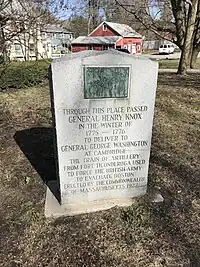 THROUGH THIS PLACE PASSED
GENERAL HENRY KNOX
IN THE WINTER OF
1775 - 1776
TO DELIVER TO
GENERAL GEORGE WASHINGTON
AT CAMBRIDGE
THE TRAIN OF ARTILLERY
FROM FORT TICONDEROGA USED
TO FORCE THE BRITISH ARMY
TO EVACUATE BOSTON
ERECTED BY THE COMMONWEALTH
OF MASSACHUSETTS 1927